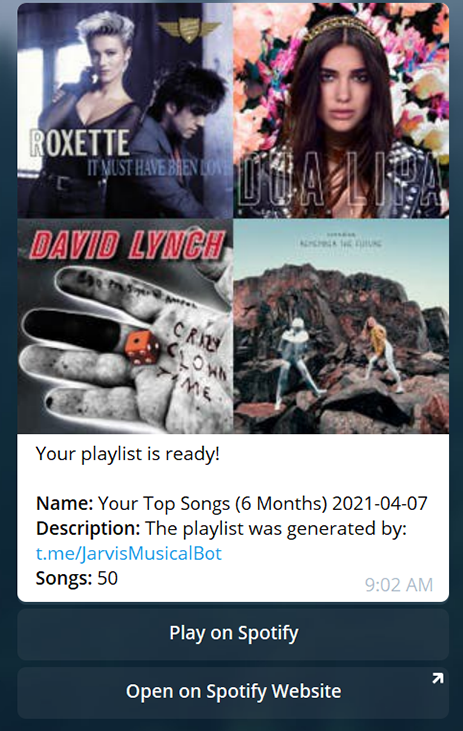 ROXETTE
IT MUST HAVE BEEN LOVE
DUA LIPA
DAVID LYNCH
CRAZY
CLOWN
TIME.
REMEMBER THE FUTURE
Your playlist is ready!
Name: Your Top Songs (6 Months) 2021-04-07
Description: The playlist was generated by:
t.me/JarvisMusicalBot
Songs: 50
9:02 AM
Play on Spotify
Open on Spotify Website